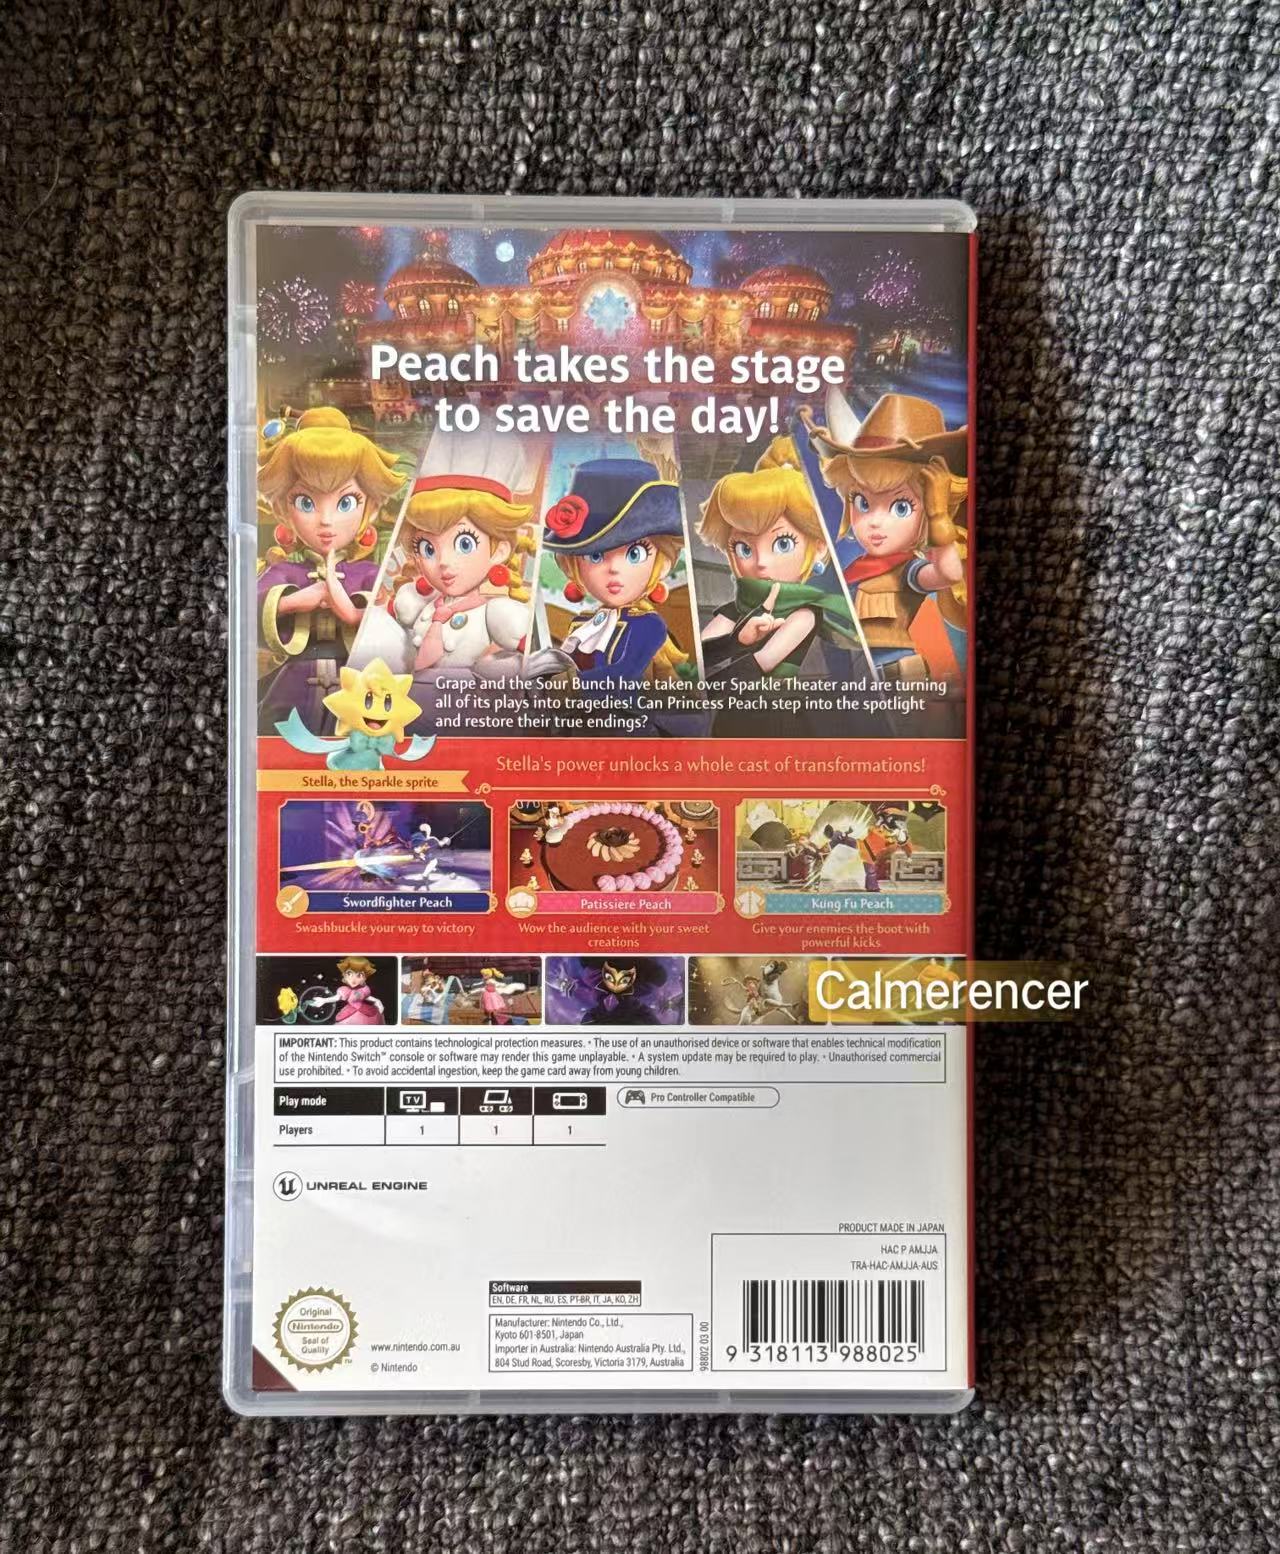 Peach takes the stage
to save the day!
Grape and the Sour Bunch have taken over Sparkle Theater and are turning
all of its plays into tragedies! Can Princess Peach step into the spotlight
and restore their true endings?
Stella, the Sparkle sprite
Stella's power unlocks a whole cast of transformations!
Swordfighter Peach
Patissiere Peach
Kung Fu Peach
Swashbuckle your way to victory
Wow the audience with your sweet
creations
Give your enemies the boot with
powerful kicks
Calmerencer
IMPORTANT: This product contains technological protection measures. • The use of an unauthorised device or software that enables technical modification
of the Nintendo Switch™ console or software may render this game unplayable. • A system update may be required to play. • Unauthorised commercial
use prohibited. • To avoid accidental ingestion, keep the game card away from young children.
Play mode
TV
Pro Controller Compatible
Players 1 1 1
UNREAL ENGINE
PRODUCT MADE IN JAPAN
HAC P AMJJA
TRA-HAC-AMJJA-AUS
Original
Nintendo
Seal of
Quality
TM
www.nintendo.com.au
© Nintendo
Software
EN, DE, FR, NL, RU, ES, PT-BR, IT, JA, KO, ZH
Manufacturer: Nintendo Co., Ltd.,
Kyoto 601-8501, Japan
Importer in Australia: Nintendo Australia Pty. Ltd.,
804 Stud Road, Scoresby, Victoria 3179, Australia
98802 03 00
9 318113 988025